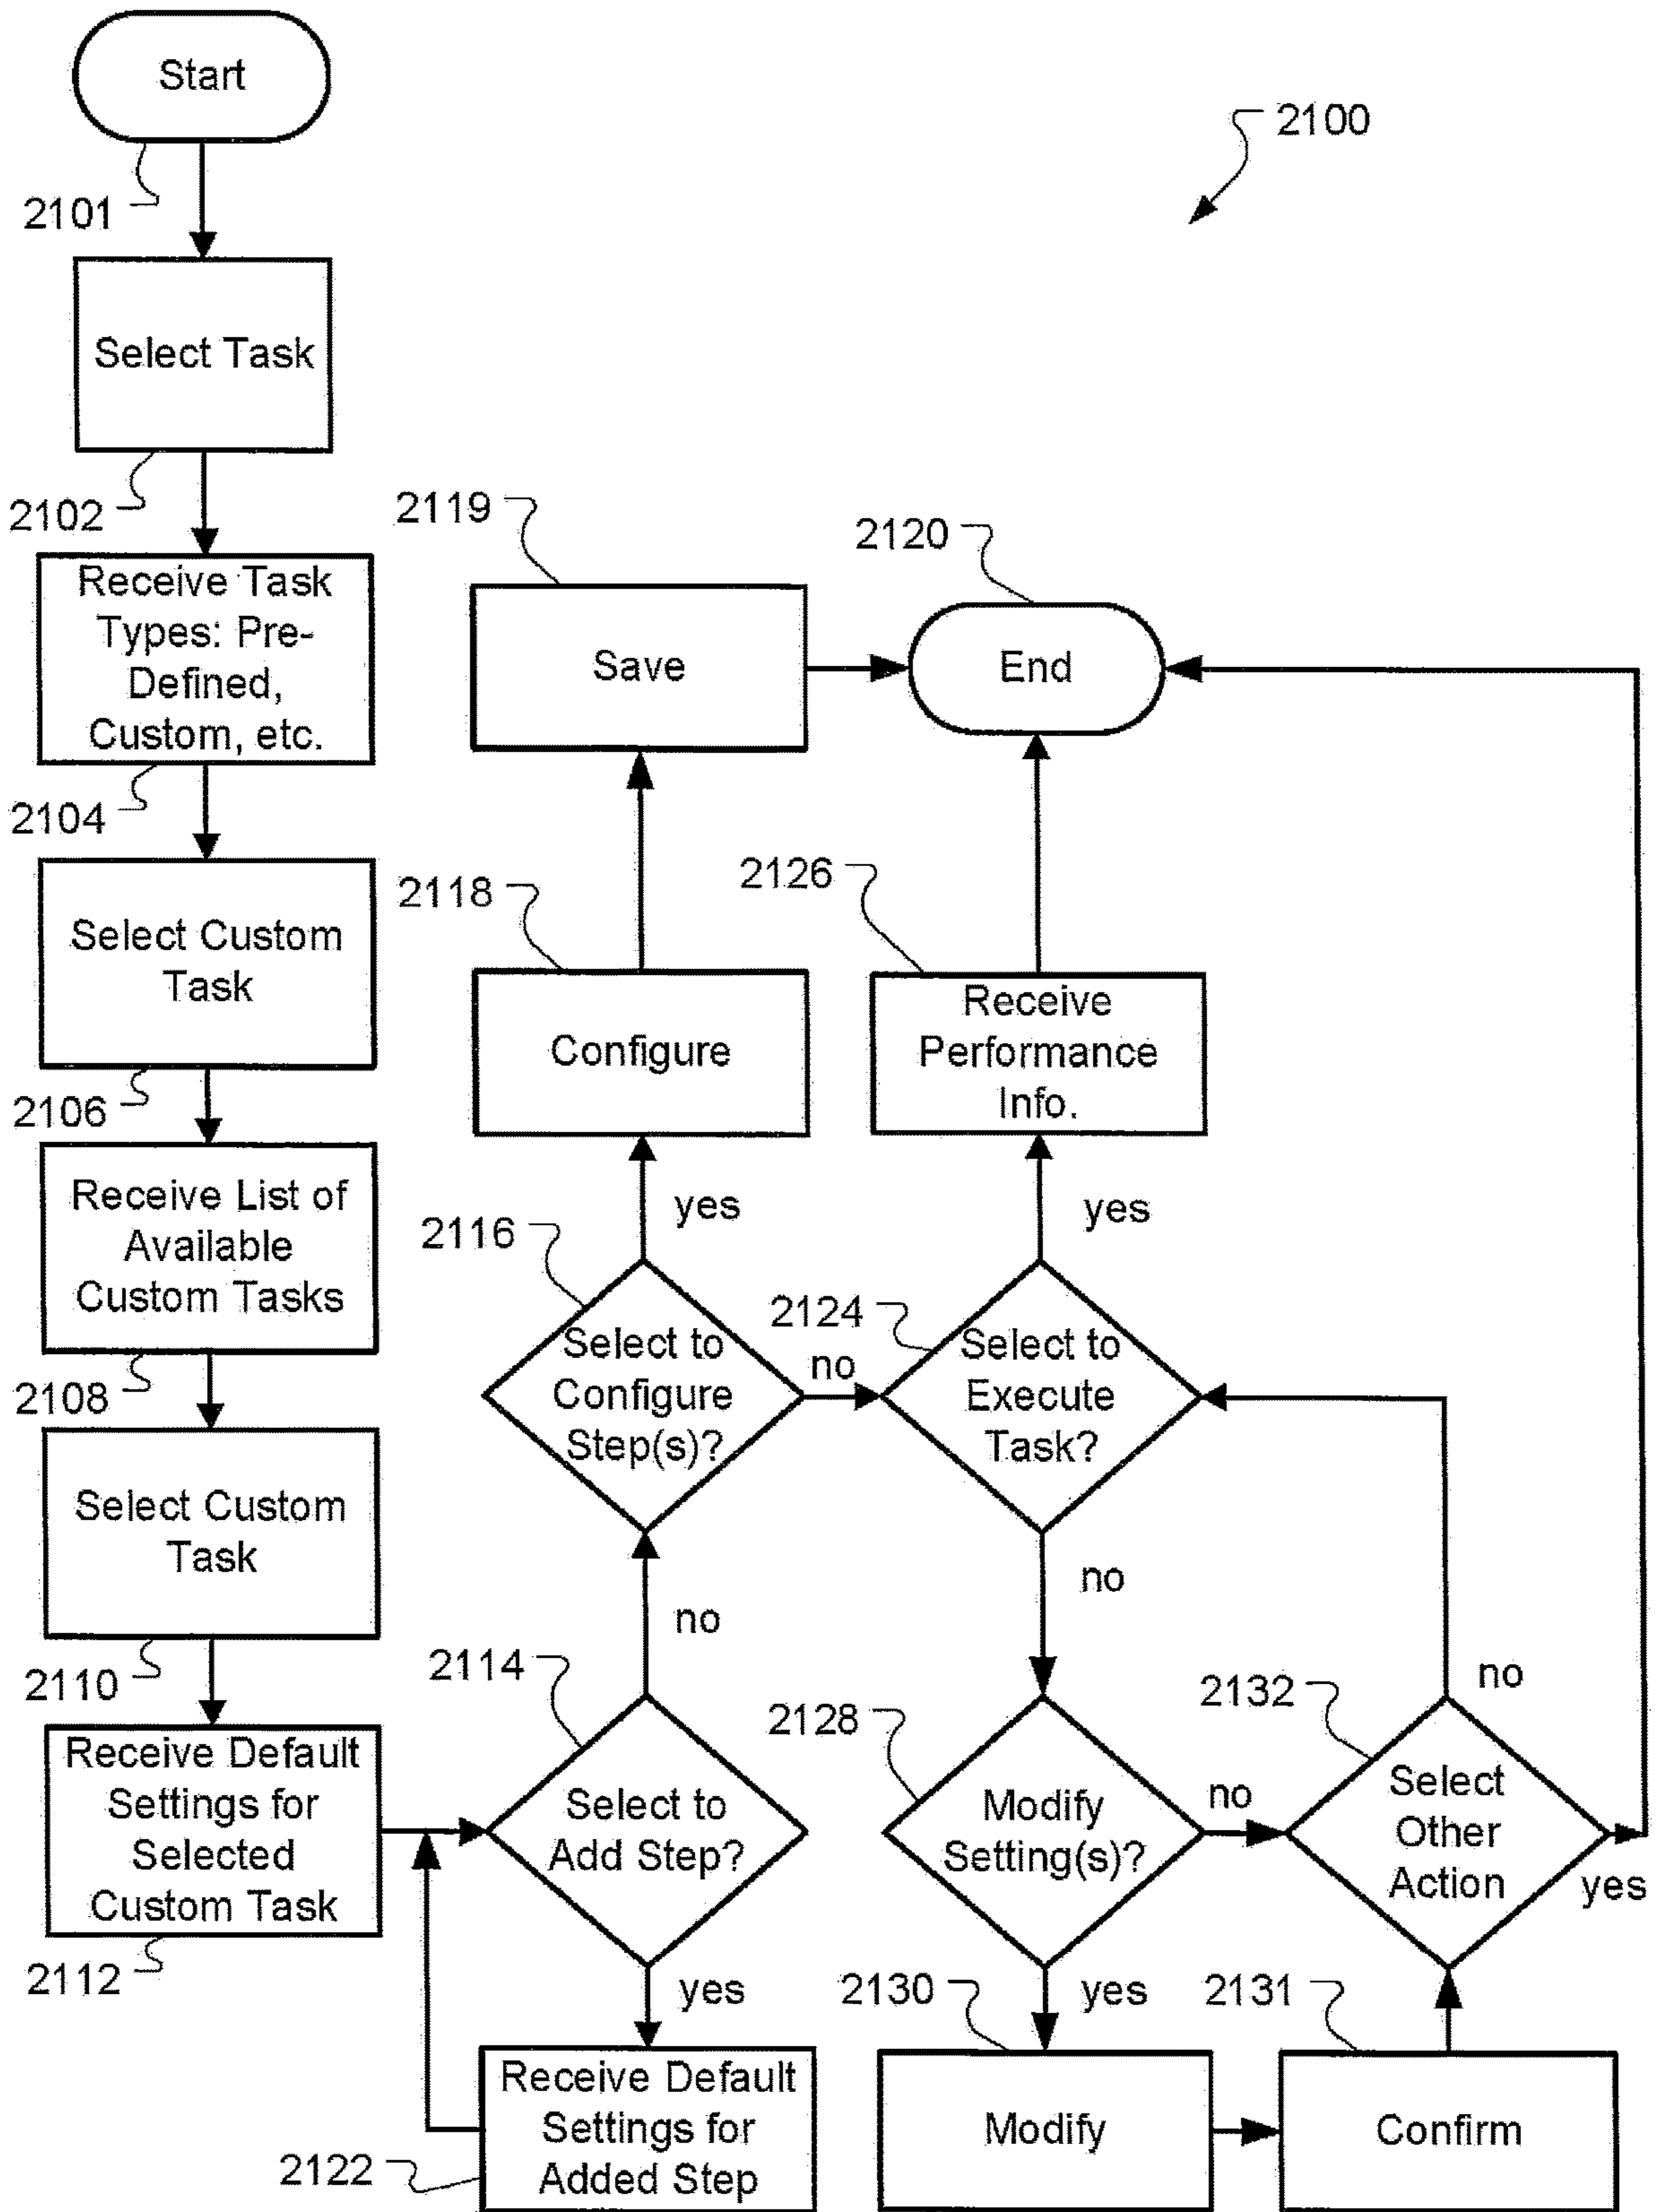 Start
2100
2101
Select Task
2102
Receive Task
Types: Pre-
Defined,
Custom, etc.
2104
Select Custom
Task
2106
Receive List of
Available
Custom Tasks
2108
Select Custom
Task
2110
Receive Default
Settings for
Selected
Custom Task
2112
2119
Save
2120
End
2118
Configure
2126
Receive
Performance
Info.
yes
yes
2116
Select to
Configure
Step(s)?
no
2124
Select to
Execute
Task?
no
no
2114
Select to
Add Step?
yes
2122
Receive Default
Settings for
Added Step
2128
Modify
Setting(s)?
no
yes
2130
Modify
2131
Confirm
2132
Select
Other
Action
no
yes